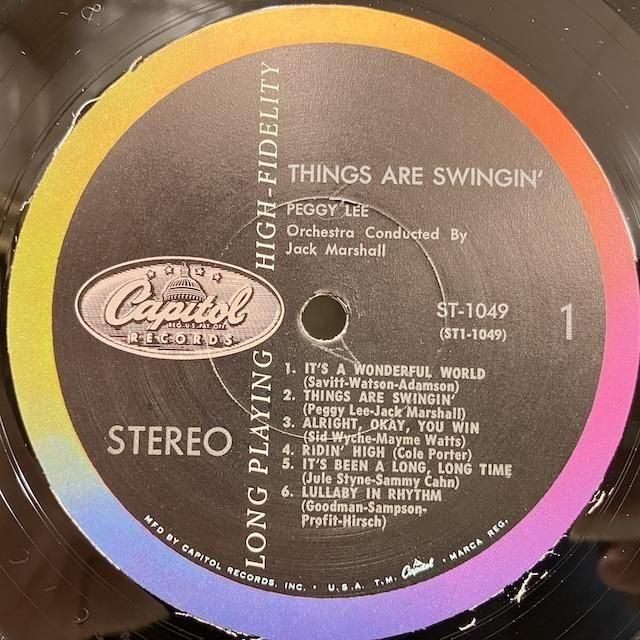 THINGS ARE SWINGIN'
PEGGY LEE
Orchestra Conducted By
Jack Marshall
LONG PLAYING HIGH-FIDELITY
Capitol
REG. U.S. PAT. OFF.
RECORDS
STEREO
ST-1049
(ST1-1049)
1
1. IT'S A WONDERFUL WORLD
(Savitt-Watson-Adamson)
2. THINGS ARE SWINGIN'
(Peggy Lee-Jack Marshall)
3. ALRIGHT, OKAY, YOU WIN
(Sid Wyche-Mayme Watts)
4. RIDIN' HIGH (Cole Porter)
5. IT'S BEEN A LONG, LONG TIME
(Jule Styne-Sammy Cahn)
6. LULLABY IN RHYTHM
(Goodman-Sampson-
Profit-Hirsch)
MFD BY CAPITOL RECORDS, INC. • U.S.A. T.M. Capitol • MARCA REG.